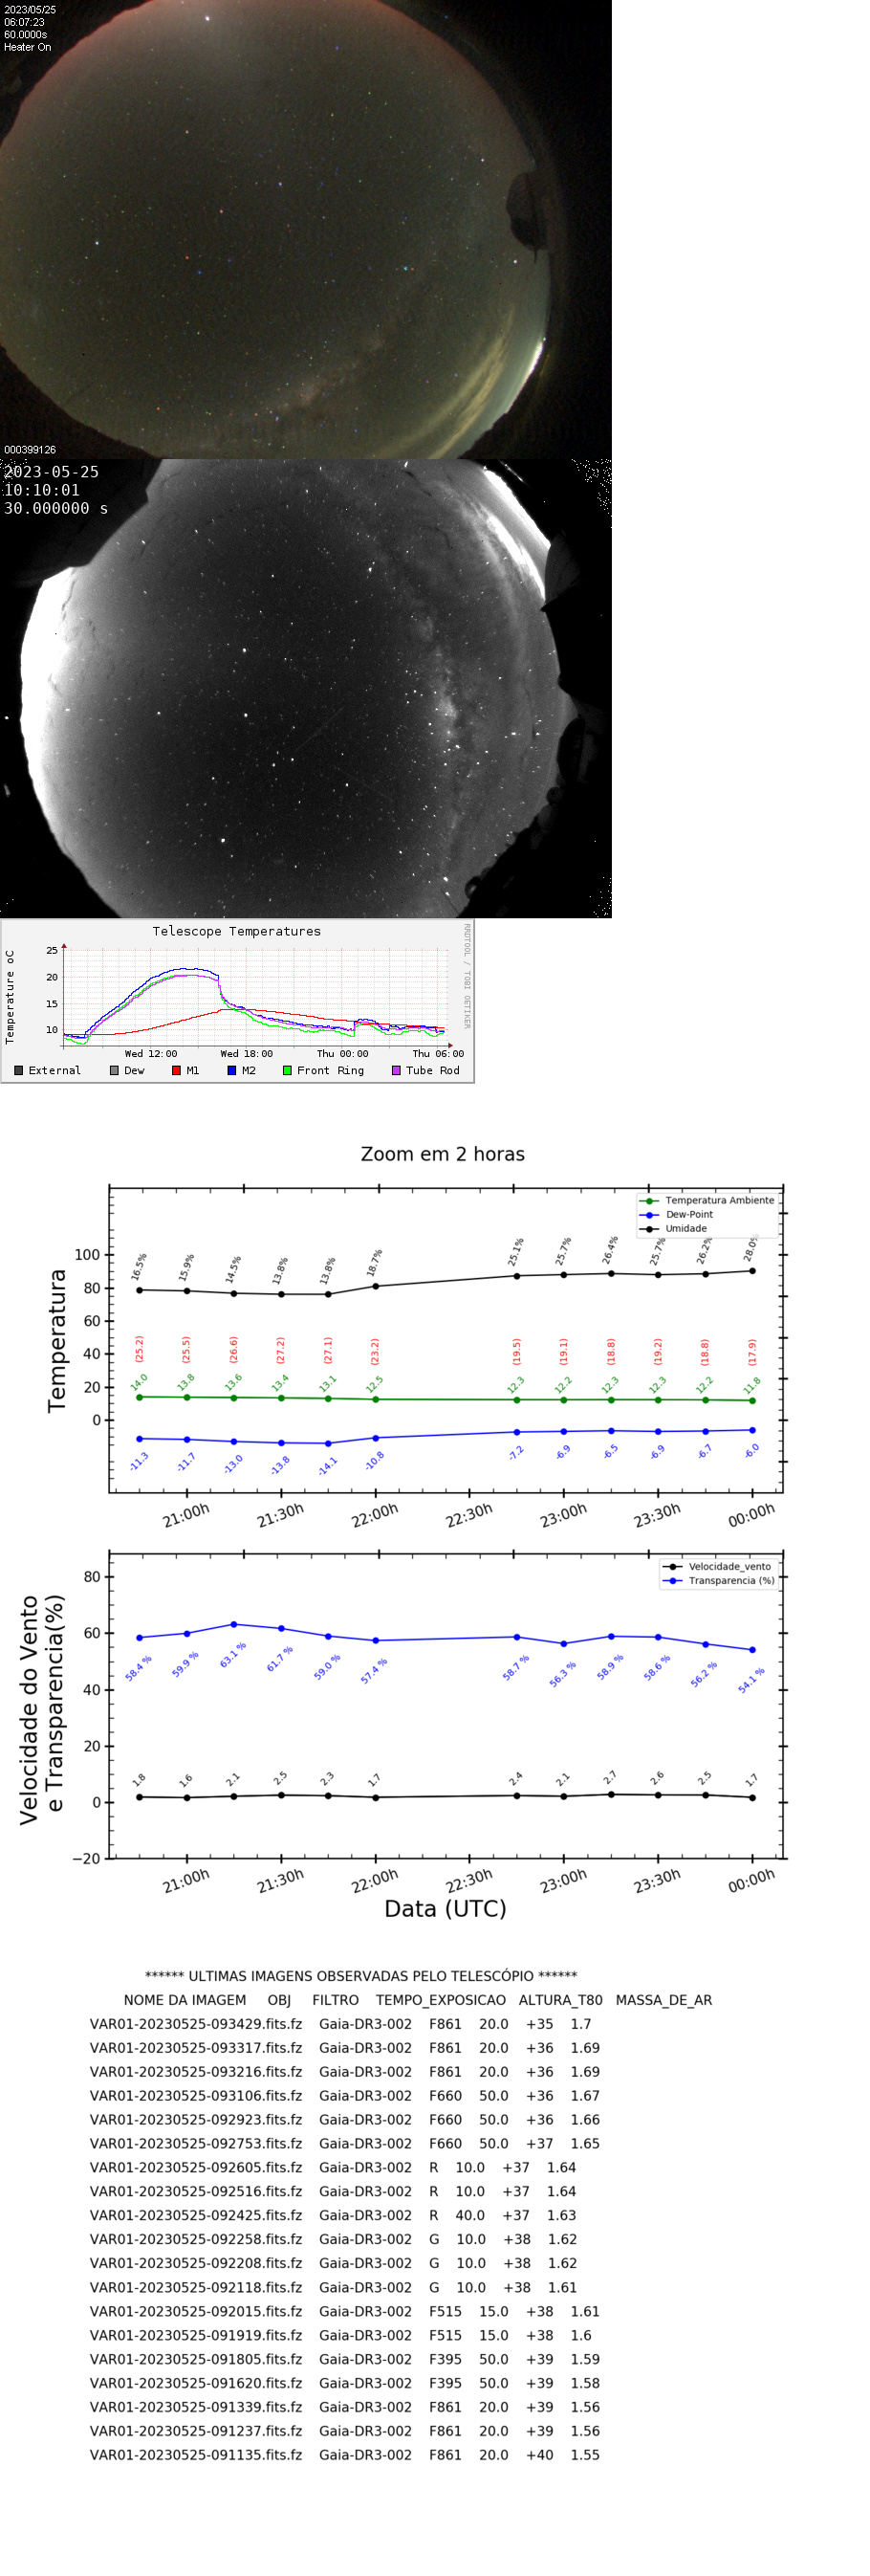 2023/05/25
06:07:23
60.0000s
Heater On
000399126
2023-05-25
10:10:01
30.000000 s
Telescope Temperatures
RRDTOOL / TOBI OETIKER
Temperature oC
25
20
15
10
Wed 12:00 Wed 18:00 Thu 00:00 Thu 06:00
External Dew M1 M2 Front Ring Tube Rod
Zoom em 2 horas
Temperatura
Temperatura Ambiente
Dew-Point
Umidade
100
80
60
40
20
0
16.5% 15.9% 14.5% 13.8% 13.8% 18.7% 25.1% 25.7% 26.4% 25.7% 26.2% 28.0%
(25.2) (25.5) (26.6) (27.2) (27.1) (23.2) (19.5) (19.1) (18.8) (19.2) (18.8) (17.9)
14.0 13.8 13.6 13.4 13.1 12.5 12.3 12.2 12.3 12.3 12.2 11.8
-11.3 -11.7 -13.0 -13.8 -14.1 -10.8 -7.2 -6.9 -6.5 -6.9 -6.7 -6.0
21:00h 21:30h 22:00h 22:30h 23:00h 23:30h 00:00h
Velocidade do Vento
e Transparencia(%)
Velocidade_vento
Transparencia (%)
80
60
40
20
0
−20
58.4 % 59.9 % 63.1 % 61.7 % 59.0 % 57.4 % 58.7 % 56.3 % 58.9 % 58.6 % 56.2 % 54.1 %
1.8 1.6 2.1 2.5 2.3 1.7 2.4 2.1 2.7 2.6 2.5 1.7
21:00h 21:30h 22:00h 22:30h 23:00h 23:30h 00:00h
Data (UTC)
****** ULTIMAS IMAGENS OBSERVADAS PELO TELESCÓPIO ******
NOME DA IMAGEM OBJ FILTRO TEMPO_EXPOSICAO ALTURA_T80 MASSA_DE_AR
VAR01-20230525-093429.fits.fz Gaia-DR3-002 F861 20.0 +35 1.7
VAR01-20230525-093317.fits.fz Gaia-DR3-002 F861 20.0 +36 1.69
VAR01-20230525-093216.fits.fz Gaia-DR3-002 F861 20.0 +36 1.69
VAR01-20230525-093106.fits.fz Gaia-DR3-002 F660 50.0 +36 1.67
VAR01-20230525-092923.fits.fz Gaia-DR3-002 F660 50.0 +36 1.66
VAR01-20230525-092753.fits.fz Gaia-DR3-002 F660 50.0 +37 1.65
VAR01-20230525-092605.fits.fz Gaia-DR3-002 R 10.0 +37 1.64
VAR01-20230525-092516.fits.fz Gaia-DR3-002 R 10.0 +37 1.64
VAR01-20230525-092425.fits.fz Gaia-DR3-002 R 40.0 +37 1.63
VAR01-20230525-092258.fits.fz Gaia-DR3-002 G 10.0 +38 1.62
VAR01-20230525-092208.fits.fz Gaia-DR3-002 G 10.0 +38 1.62
VAR01-20230525-092118.fits.fz Gaia-DR3-002 G 10.0 +38 1.61
VAR01-20230525-092015.fits.fz Gaia-DR3-002 F515 15.0 +38 1.61
VAR01-20230525-091919.fits.fz Gaia-DR3-002 F515 15.0 +38 1.6
VAR01-20230525-091805.fits.fz Gaia-DR3-002 F395 50.0 +39 1.59
VAR01-20230525-091620.fits.fz Gaia-DR3-002 F395 50.0 +39 1.58
VAR01-20230525-091339.fits.fz Gaia-DR3-002 F861 20.0 +39 1.56
VAR01-20230525-091237.fits.fz Gaia-DR3-002 F861 20.0 +39 1.56
VAR01-20230525-091135.fits.fz Gaia-DR3-002 F861 20.0 +40 1.55